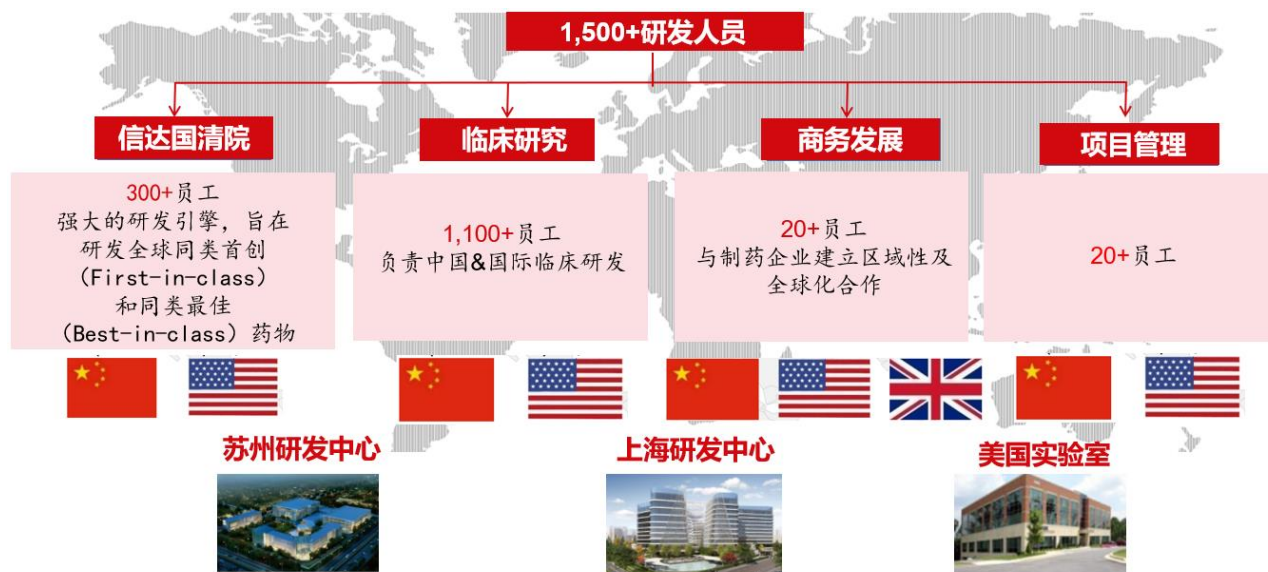 1,500+研发人员
信达国清院
临床研究
商务发展
项目管理
300+员工
强大的研发引擎，旨在
研发全球同类首创
（First-in-class）
和同类最佳
（Best-in-class）药物
1,100+员工
负责中国&国际临床研发
20+员工
与制药企业建立区域性及
全球化合作
20+员工
苏州研发中心
上海研发中心
美国实验室